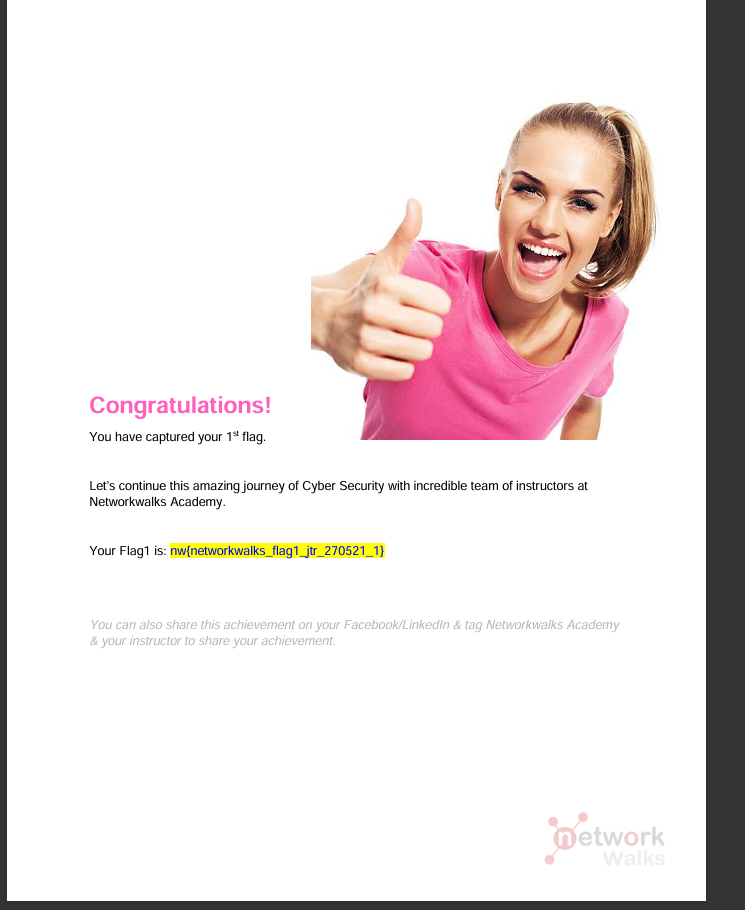 Congratulations!
You have captured your 1st flag.
Let's continue this amazing journey of Cyber Security with incredible team of instructors at
Networkwalks Academy.
Your Flag1 is: nw{networkwalks_flag1_jtr_270521_1}
You can also share this achievement on your Facebook/LinkedIn & tag Networkwalks Academy
& your instructor to share your achievement.
network
Walks